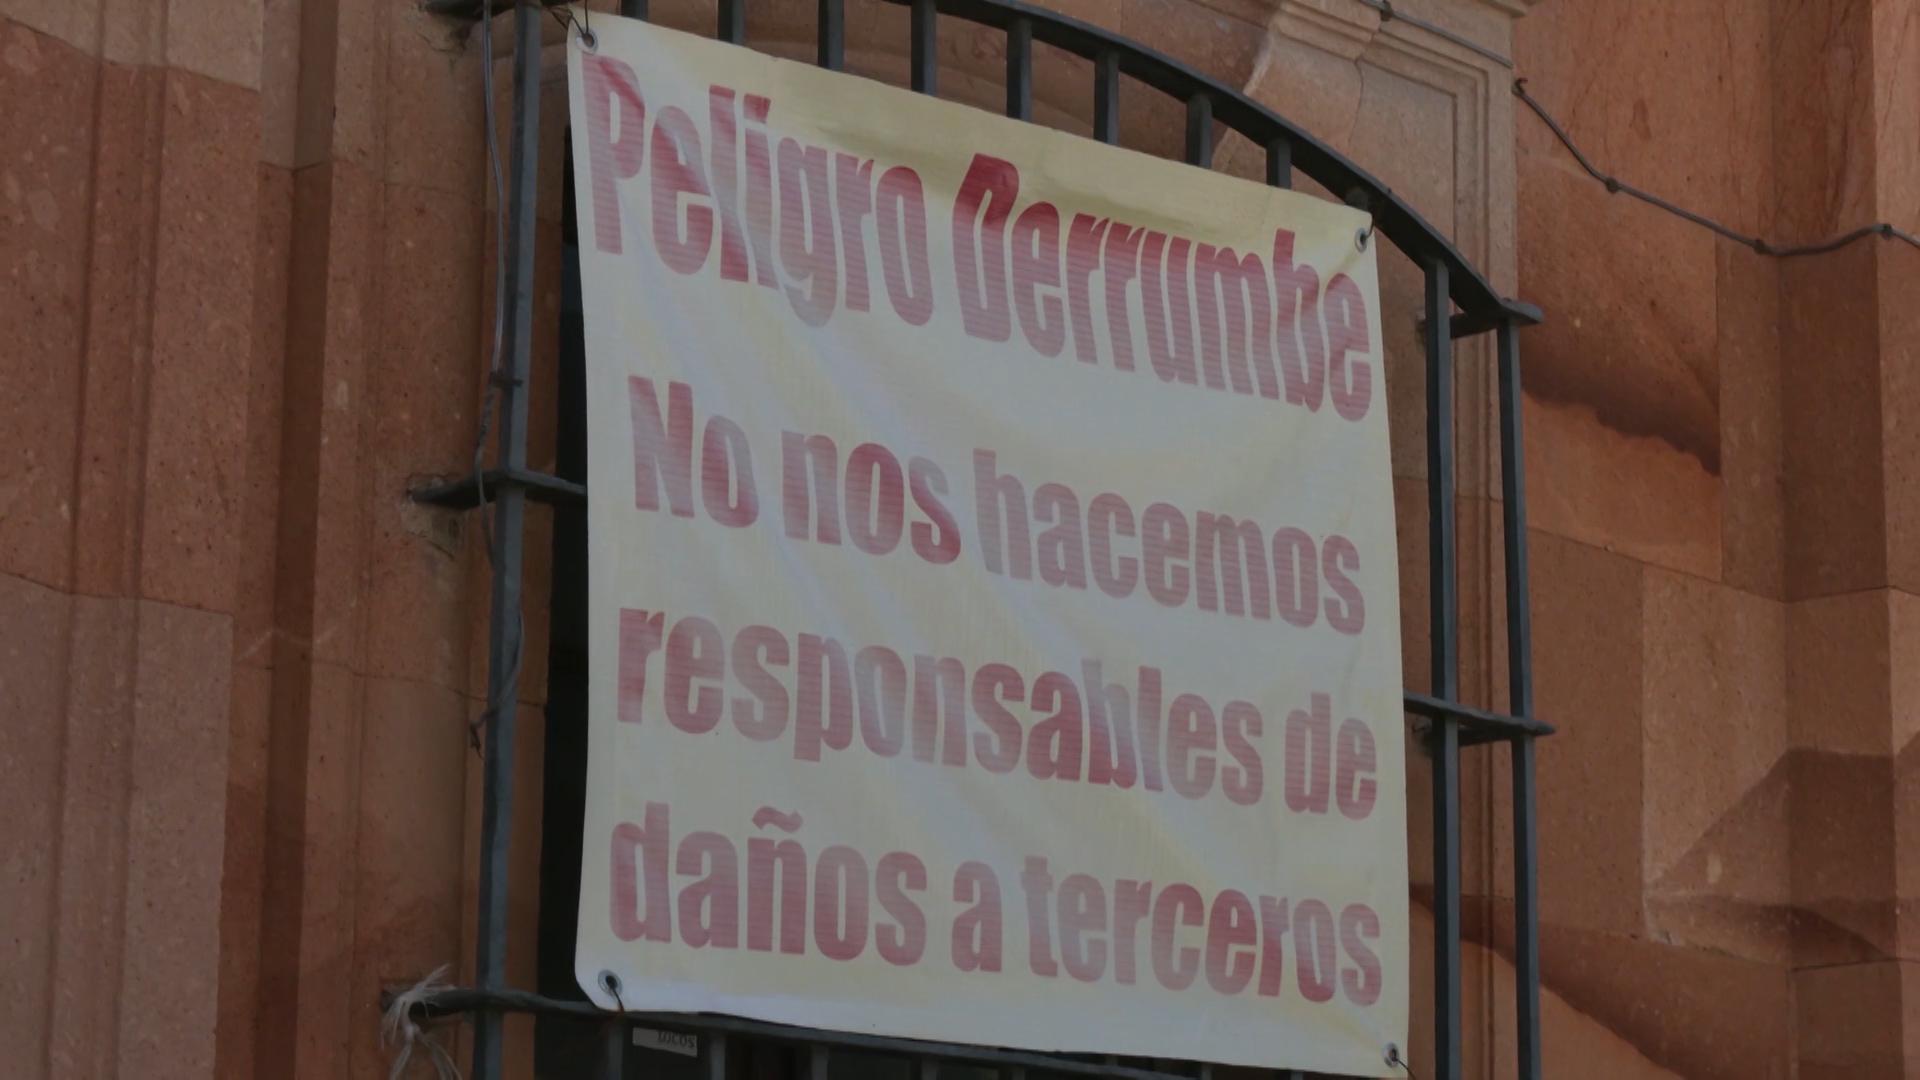 Peligro Derrumbe
No nos hacemos
responsables de
daños a terceros